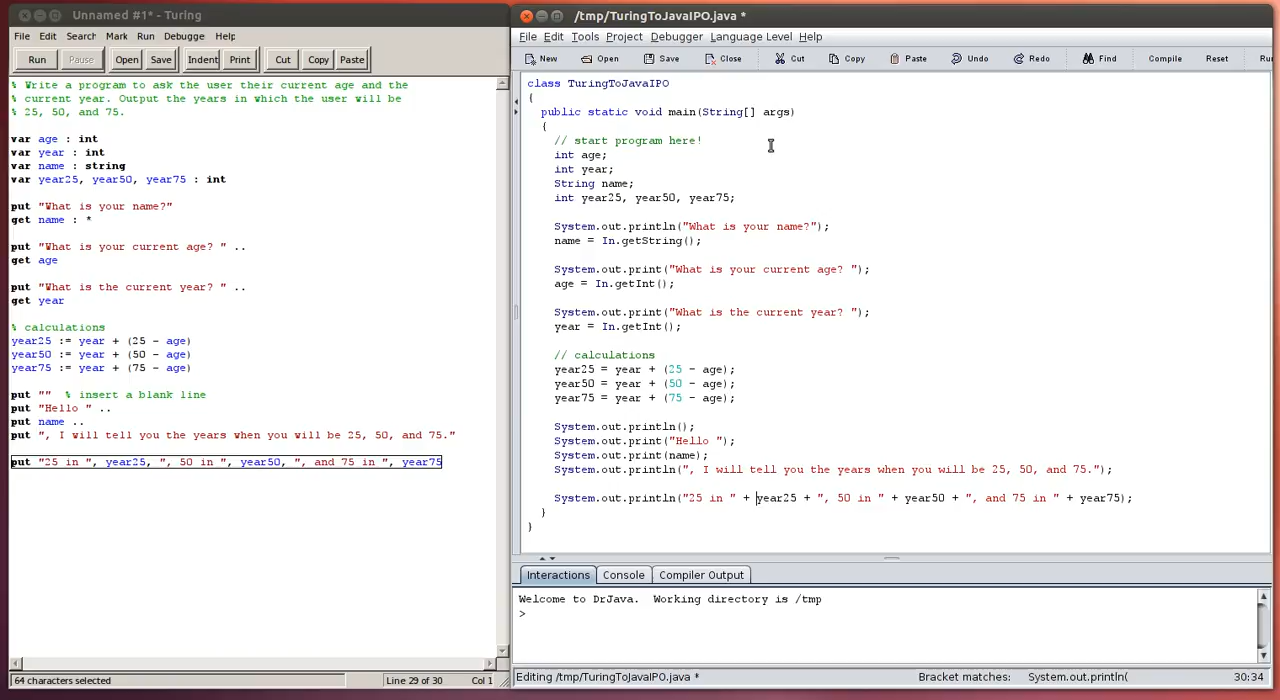 Unnamed #1* - Turing
File Edit Search Mark Run Debugge Help
Run Pause Open Save Indent Print Cut Copy Paste
% Write a program to ask the user their current age and the
% current year. Output the years in which the user will be
% 25, 50, and 75.
var age : int
var year : int
var name : string
var year25, year50, year75 : int
put "What is your name?"
get name : *
put "What is your current age? " ..
get age
put "What is the current year? " ..
get year
% calculations
year25 := year + (25 - age)
year50 := year + (50 - age)
year75 := year + (75 - age)
put "" % insert a blank line
put "Hello " ..
put name ..
put ", I will tell you the years when you will be 25, 50, and 75."
put "25 in ", year25, ", 50 in ", year50, ", and 75 in ", year75
64 characters selected Line 29 of 30 Col 1
/tmp/TuringToJavaIPO.java *
File Edit Tools Project Debugger Language Level Help
New Open Save Close Cut Copy Paste Undo Redo Find Compile Reset Ru
class TuringToJavaIPO
{
public static void main(String[] args)
{
// start program here!
int age;
int year;
String name;
int year25, year50, year75;
System.out.println("What is your name?");
name = In.getString();
System.out.print("What is your current age? ");
age = In.getInt();
System.out.print("What is the current year? ");
year = In.getInt();
// calculations
year25 = year + (25 - age);
year50 = year + (50 - age);
year75 = year + (75 - age);
System.out.println();
System.out.print("Hello ");
System.out.print(name);
System.out.println(", I will tell you the years when you will be 25, 50, and 75.");
System.out.println("25 in " + year25 + ", 50 in " + year50 + ", and 75 in " + year75);
}
}
Interactions Console Compiler Output
Welcome to DrJava. Working directory is /tmp
>
Editing /tmp/TuringToJavaIPO.java * Bracket matches: System.out.println( 30:34